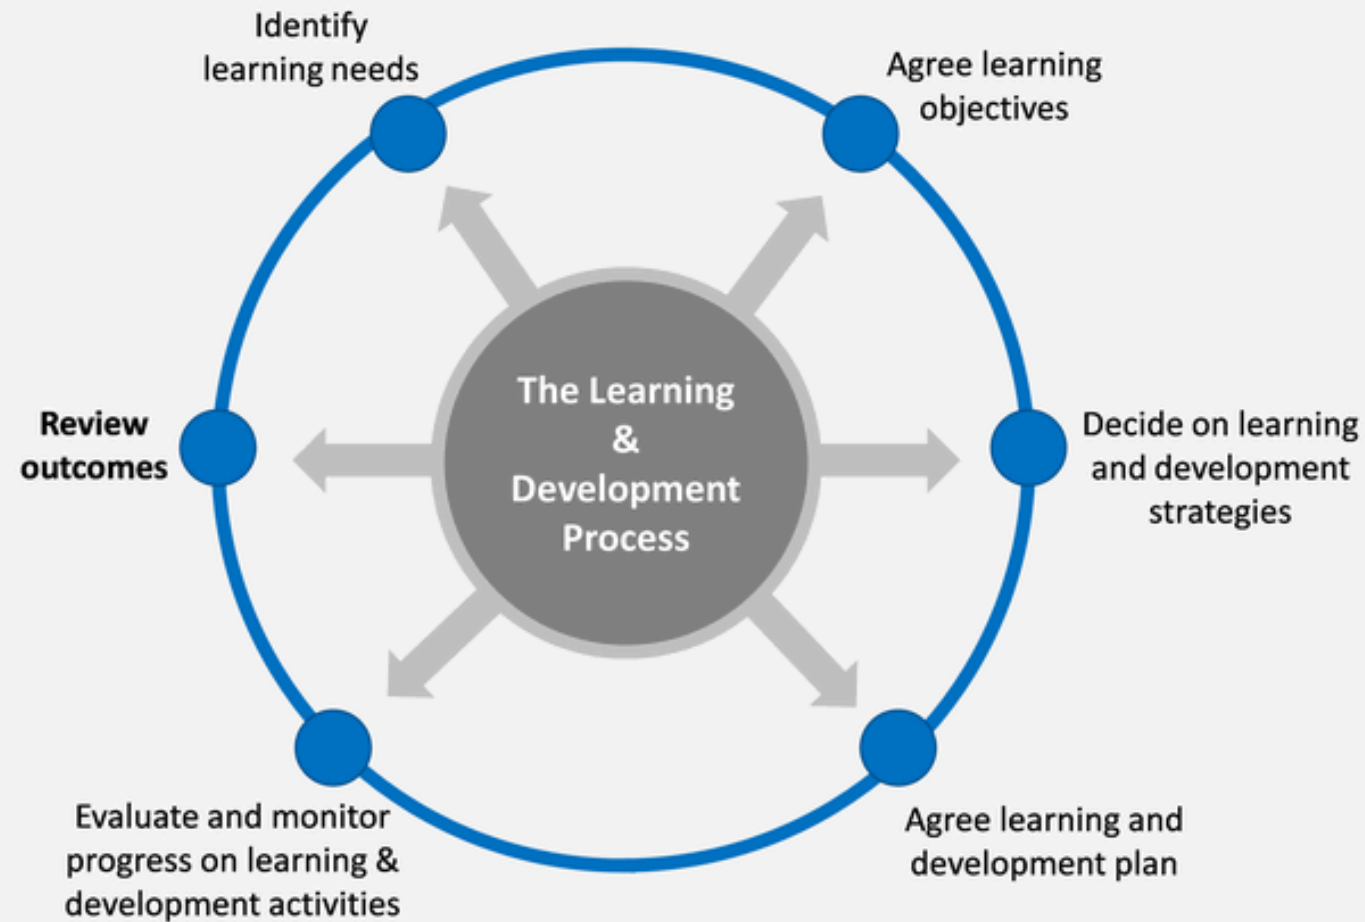 Identify
learning needs
Agree learning
objectives
Decide on learning
and development
strategies
Agree learning and
development plan
Evaluate and monitor
progress on learning &
development activities
Review
outcomes
The Learning
&
Development
Process